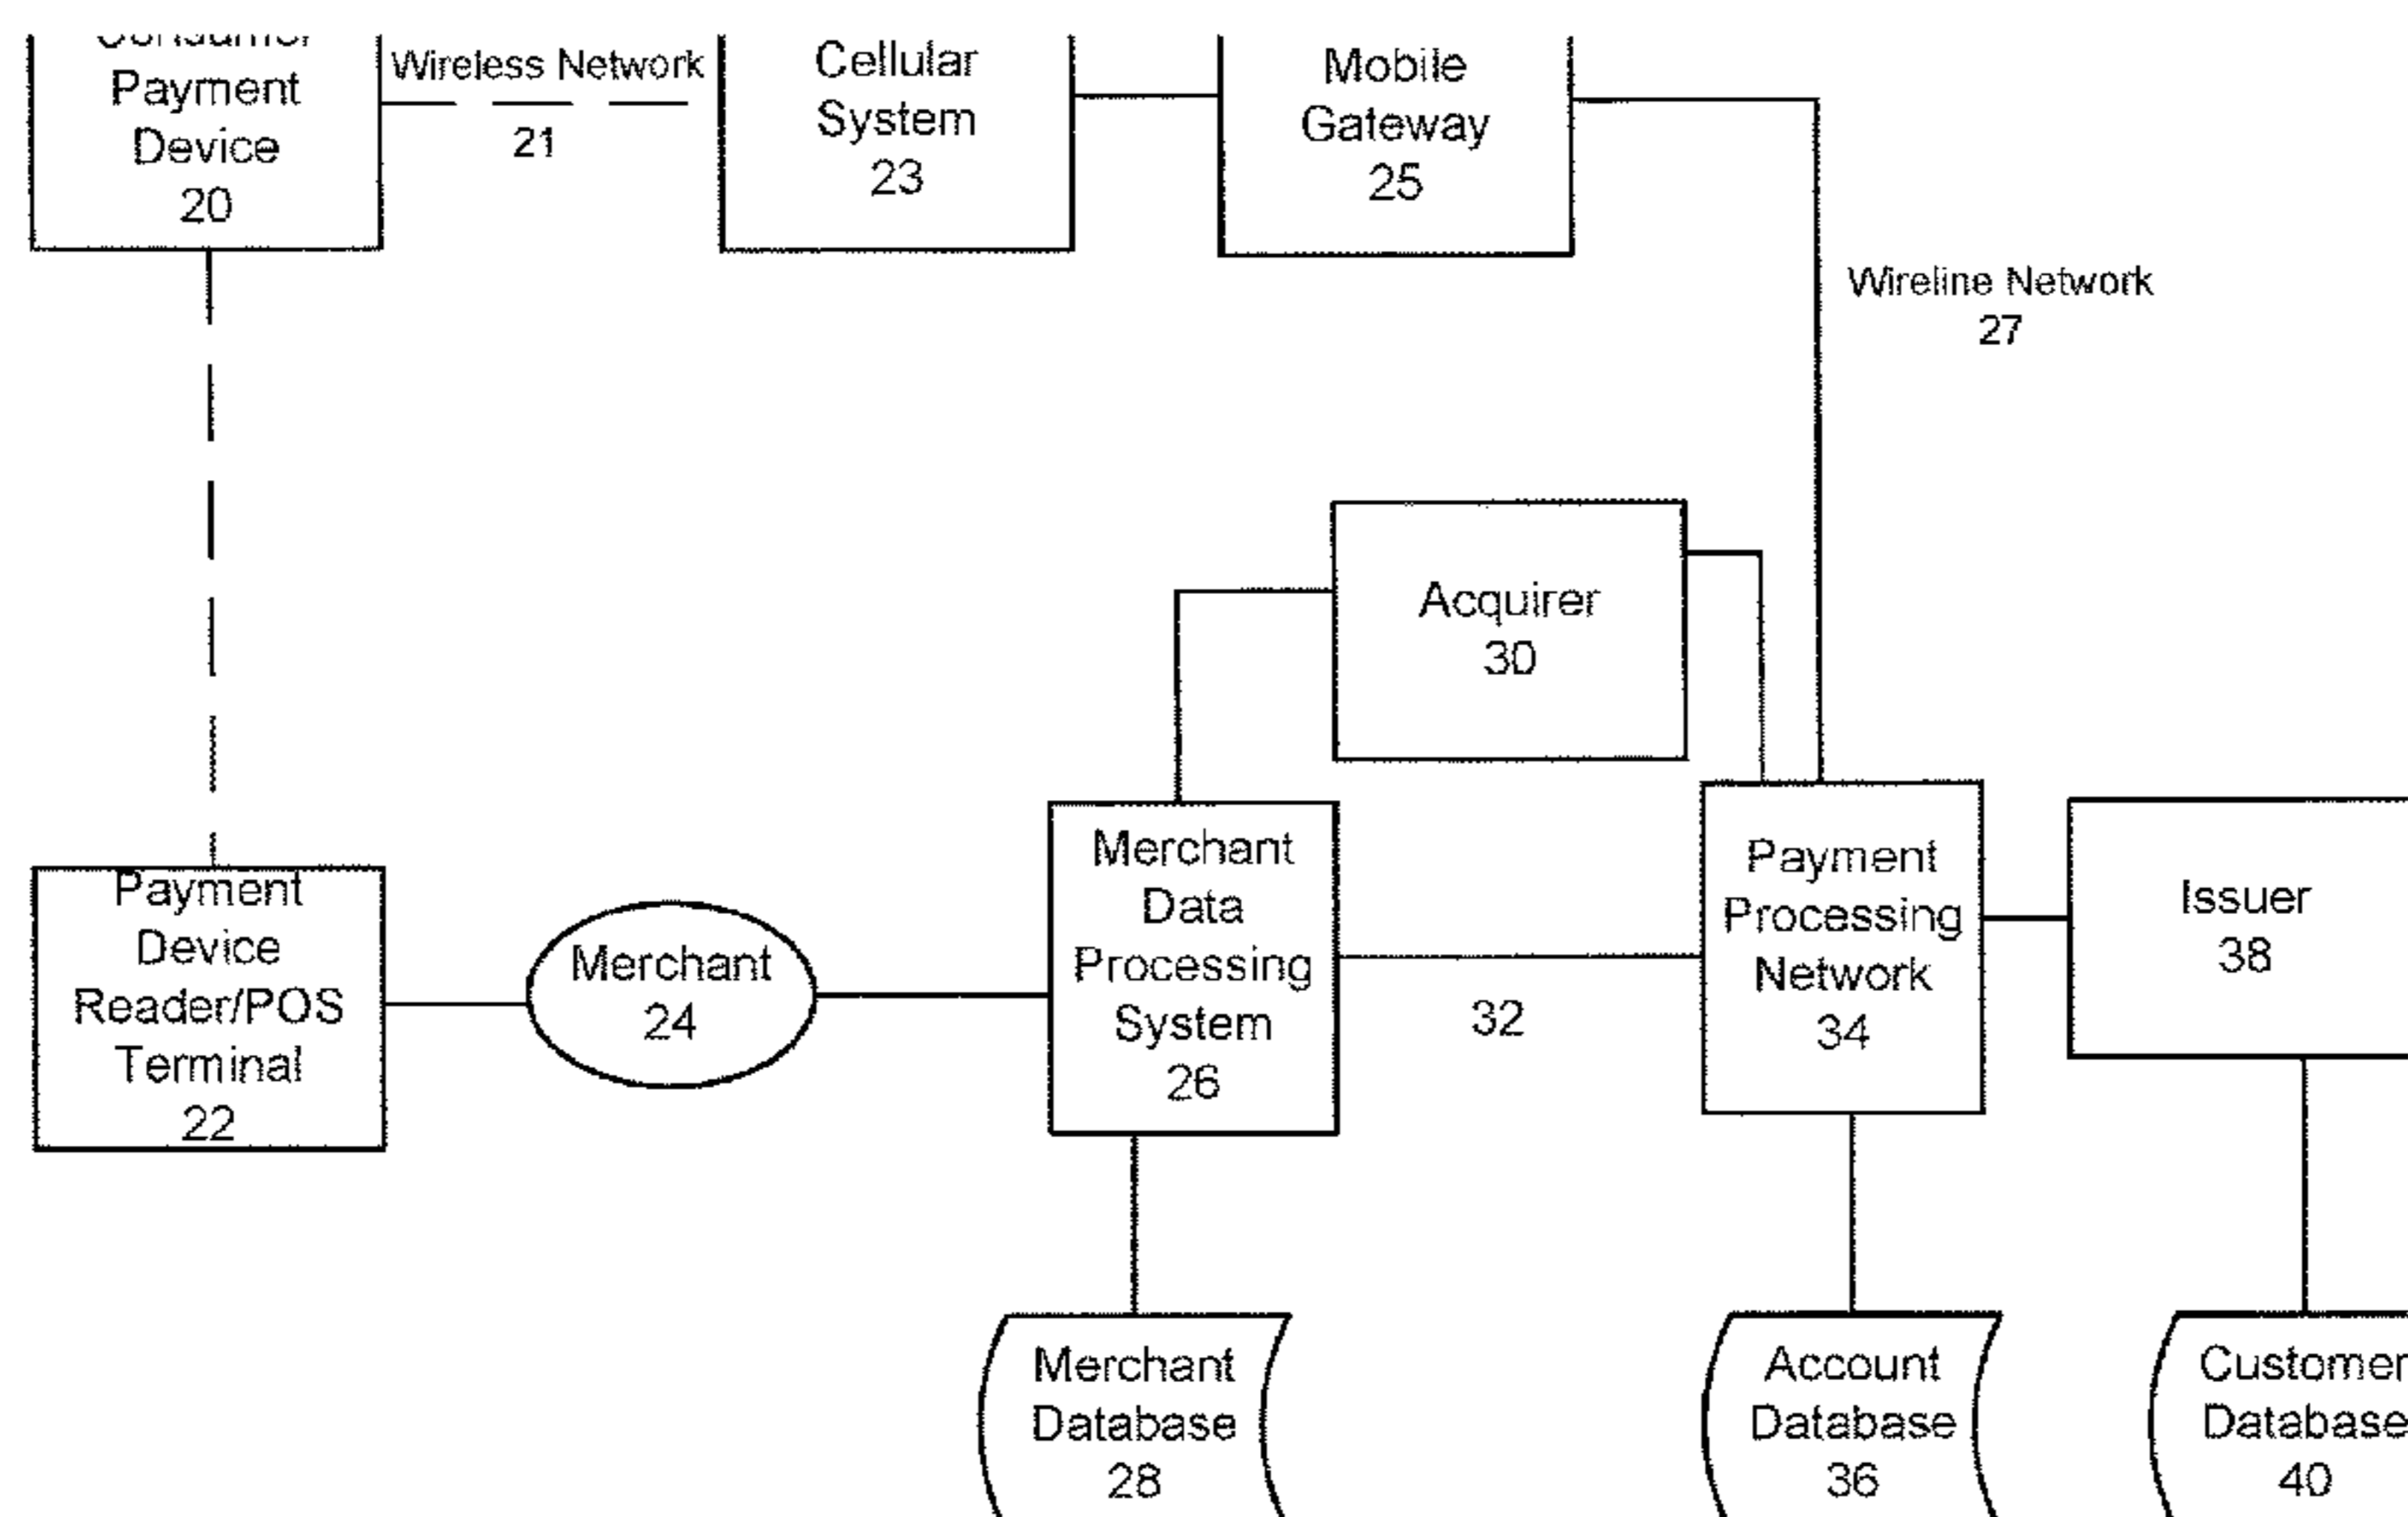 Consumer
Payment
Device
20
Wireless Network
21
Cellular
System
23
Mobile
Gateway
25
Wireline Network
27
Acquirer
30
Payment
Device
Reader/POS
Terminal
22
Merchant
24
Merchant
Data
Processing
System
26
32
Payment
Processing
Network
34
Issuer
38
Merchant
Database
28
Account
Database
36
Customer
Database
40